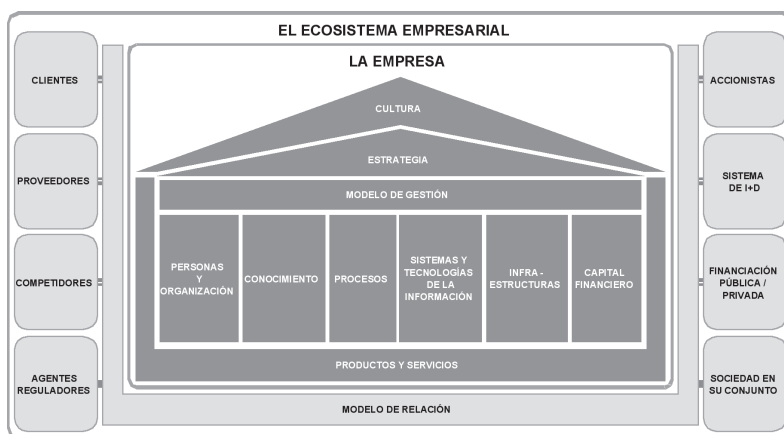 EL ECOSISTEMA EMPRESARIAL
LA EMPRESA
CLIENTES
PROVEEDORES
COMPETIDORES
AGENTES
REGULADORES
CULTURA
ESTRATEGIA
MODELO DE GESTIÓN
PERSONAS
Y
ORGANIZACIÓN
CONOCIMIENTO
PROCESOS
SISTEMAS Y
TECNOLOGÍAS
DE LA
INFORMACIÓN
INFRA-
ESTRUCTURAS
CAPITAL
FINANCIERO
PRODUCTOS Y SERVICIOS
MODELO DE RELACIÓN
ACCIONISTAS
SISTEMA
DE I+D
FINANCIACIÓN
PÚBLICA /
PRIVADA
SOCIEDAD EN
SU CONJUNTO